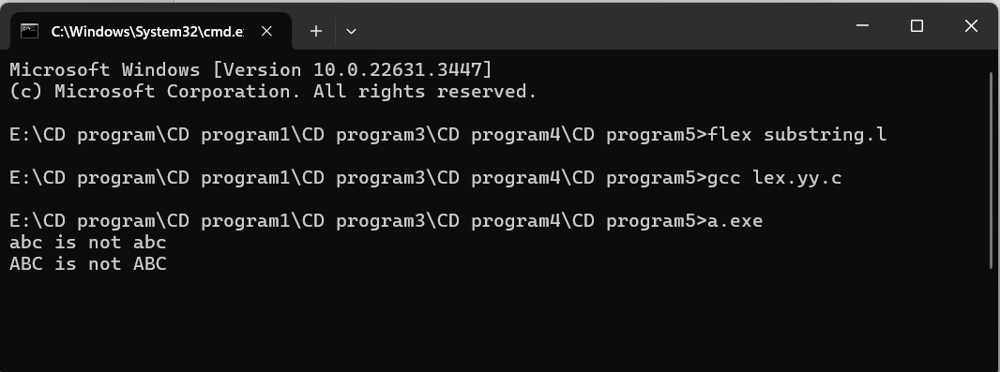 C:\Windows\System32\cmd.e
Microsoft Windows [Version 10.0.22631.3447]
(c) Microsoft Corporation. All rights reserved.
E:\CD program\CD program1\CD program3\CD program4\CD program5>flex substring.l
E:\CD program\CD program1\CD program3\CD program4\CD program5>gcc lex.yy.c
E:\CD program\CD program1\CD program3\CD program4\CD program5>a.exe
abc is not abc
ABC is not ABC